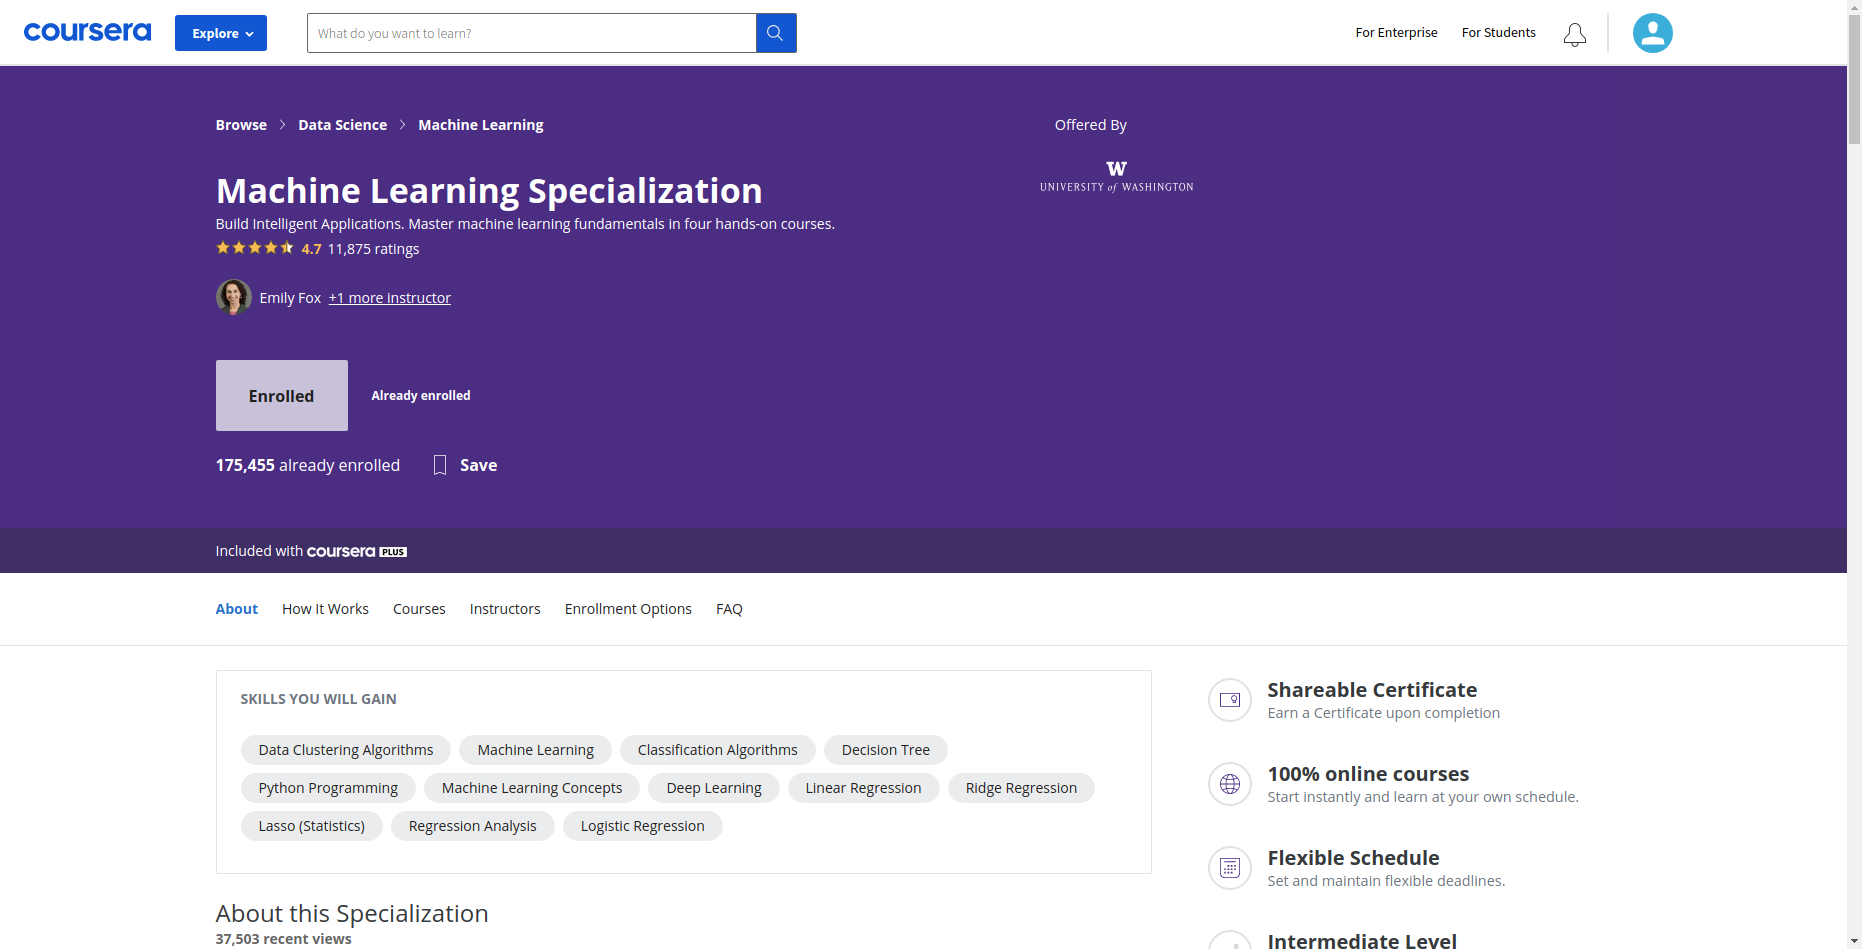 coursera
Explore
What do you want to learn?
For Enterprise
For Students
Browse > Data Science > Machine Learning
Offered By
W
UNIVERSITY of WASHINGTON
Machine Learning Specialization
Build Intelligent Applications. Master machine learning fundamentals in four hands-on courses.
4.7 11,875 ratings
Emily Fox +1 more instructor
Enrolled
Already enrolled
175,455 already enrolled
Save
Included with coursera PLUS
About How It Works Courses Instructors Enrollment Options FAQ
SKILLS YOU WILL GAIN
Data Clustering Algorithms Machine Learning Classification Algorithms Decision Tree
Python Programming Machine Learning Concepts Deep Learning Linear Regression Ridge Regression
Lasso (Statistics) Regression Analysis Logistic Regression
About this Specialization
37,503 recent views
Shareable Certificate
Earn a Certificate upon completion
100% online courses
Start instantly and learn at your own schedule.
Flexible Schedule
Set and maintain flexible deadlines.
Intermediate Level